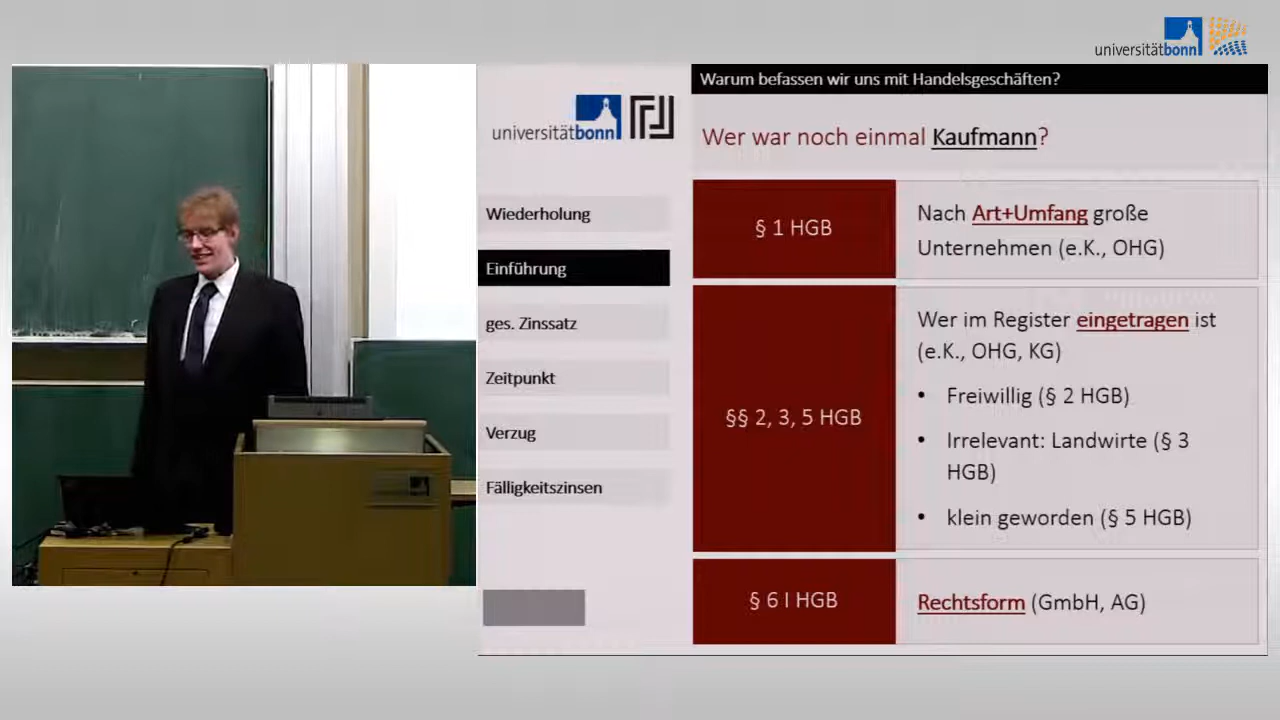 universitätbonn
Warum befassen wir uns mit Handelsgeschäften?
universitätbonn
Wer war noch einmal Kaufmann?
Wiederholung
Einführung
ges. Zinssatz
Zeitpunkt
Verzug
Fälligkeitszinsen
§ 1 HGB
Nach Art+Umfang große
Unternehmen (e.K., OHG)
§§ 2, 3, 5 HGB
Wer im Register eingetragen ist
(e.K., OHG, KG)
• Freiwillig (§ 2 HGB)
• Irrelevant: Landwirte (§ 3
HGB)
• klein geworden (§ 5 HGB)
§ 6 I HGB
Rechtsform (GmbH, AG)